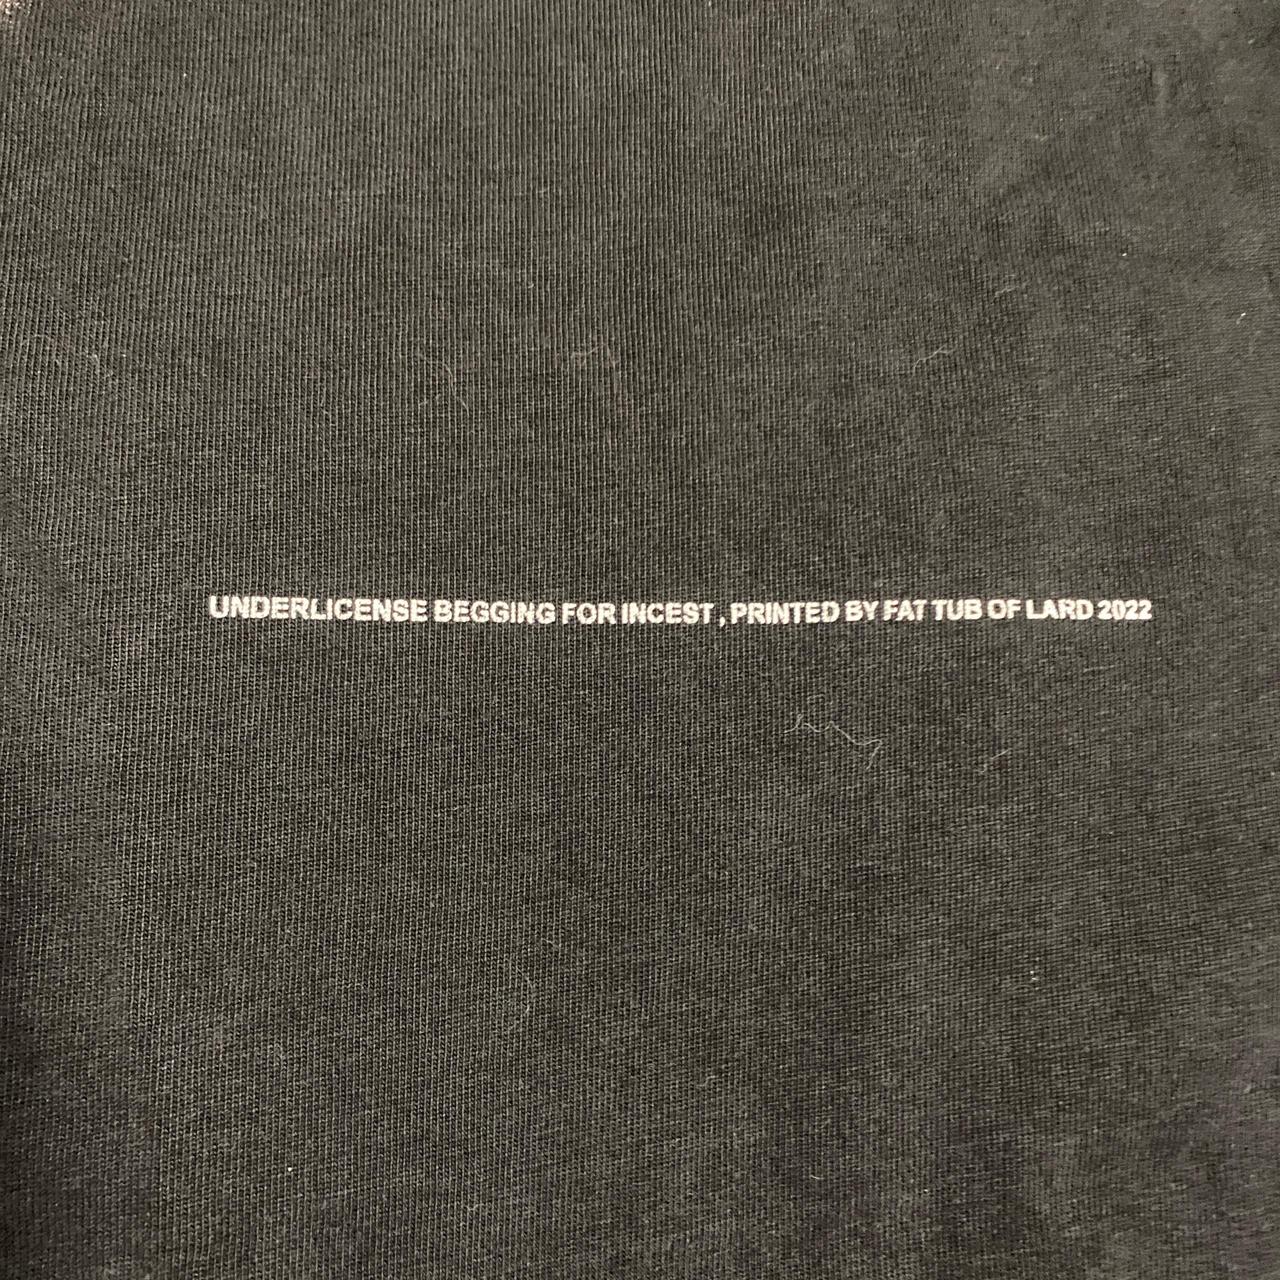 UNDERLICENSE BEGGING FOR INCEST , PRINTED BY FAT TUB OF LARD 2022